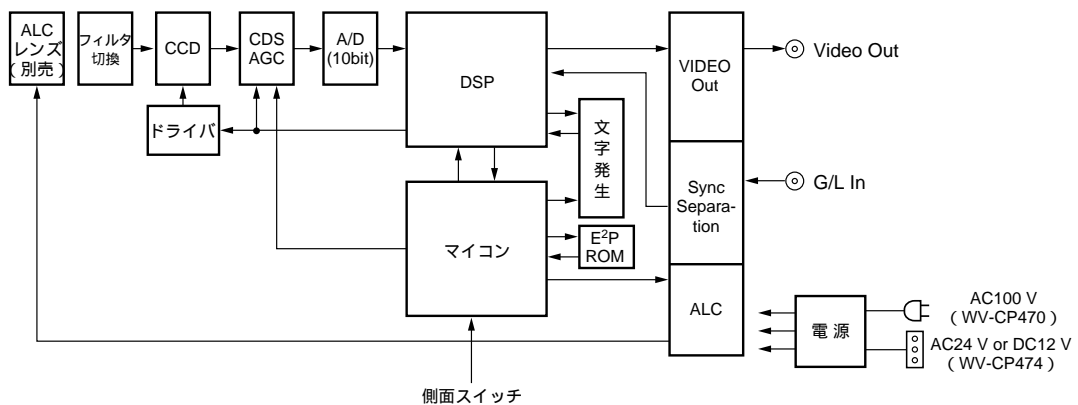 ALC
レンズ
(別売)
フィルタ
切換
CCD
CDS
AGC
A/D
(10bit)
DSP
VIDEO
Out
Video Out
ドライバ
文
字
発
生
Sync
Separa-
tion
G/L In
マイコン
E²P
ROM
ALC
電源
AC100 V
(WV-CP470)
AC24 V or DC12 V
(WV-CP474)
側面スイッチ